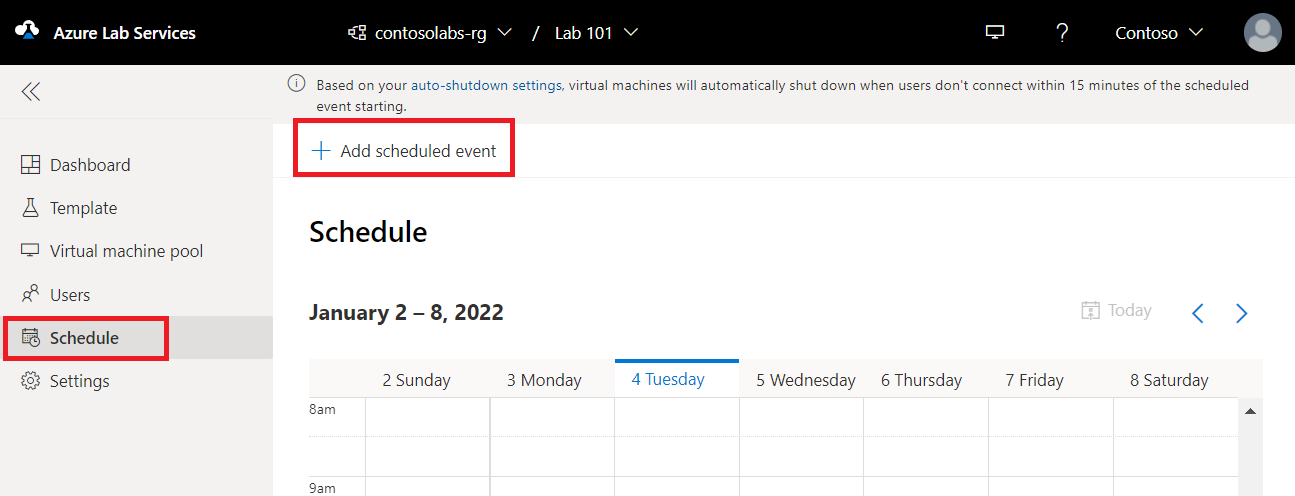 Azure Lab Services
contosolabs-rg / Lab 101
?
Contoso
Based on your auto-shutdown settings, virtual machines will automatically shut down when users don't connect within 15 minutes of the scheduled
event starting.
Add scheduled event
Dashboard
Template
Virtual machine pool
Users
Schedule
Settings
Schedule
January 2 – 8, 2022
Today
2 Sunday 3 Monday 4 Tuesday 5 Wednesday 6 Thursday 7 Friday 8 Saturday
8am
9am